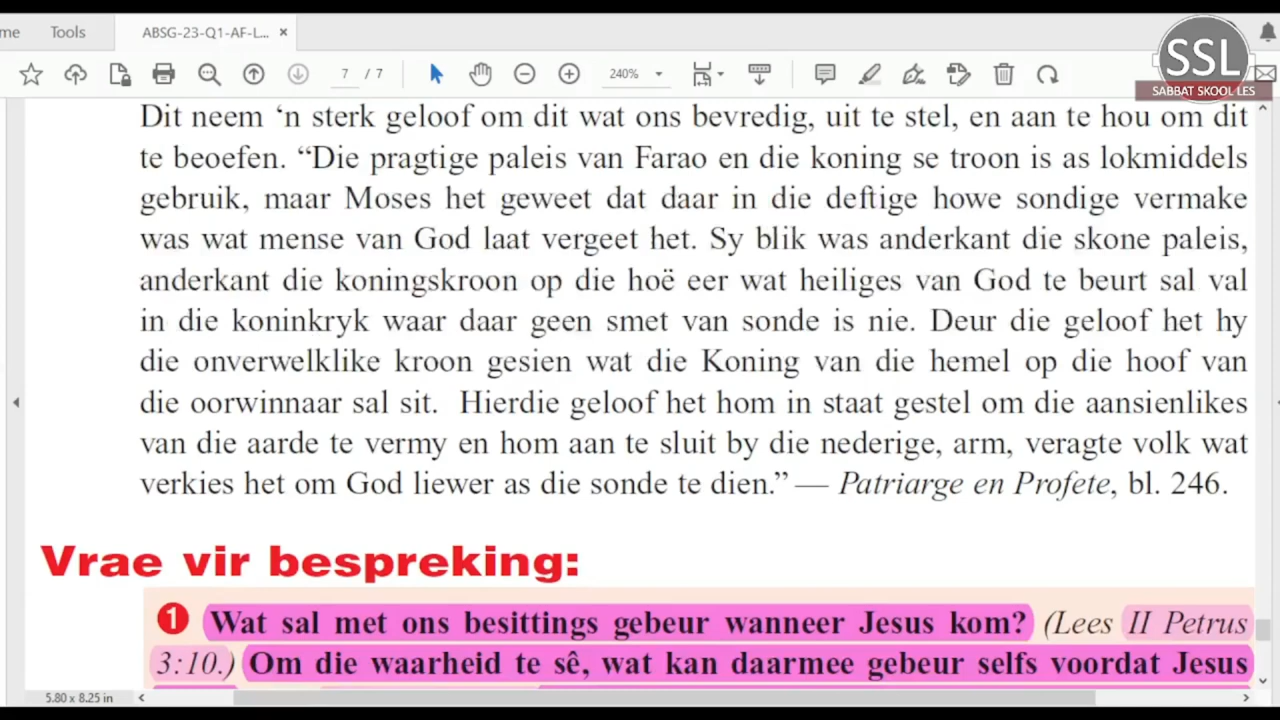 me Tools ABSG-23-Q1-AF-L... ×
SSL
SABBAT SKOOL LES
7 / 7 240%
Dit neem ‘n sterk geloof om dit wat ons bevredig, uit te stel, en aan te hou om dit
te beoefen. “Die pragtige paleis van Farao en die koning se troon is as lokmiddels
gebruik, maar Moses het geweet dat daar in die deftige howe sondige vermake
was wat mense van God laat vergeet het. Sy blik was anderkant die skone paleis,
anderkant die koningskroon op die hoë eer wat heiliges van God te beurt sal val
in die koninkryk waar daar geen smet van sonde is nie. Deur die geloof het hy
die onverwelklike kroon gesien wat die Koning van die hemel op die hoof van
die oorwinnaar sal sit. Hierdie geloof het hom in staat gestel om die aansienlikes
van die aarde te vermy en hom aan te sluit by die nederige, arm, veragte volk wat
verkies het om God liewer as die sonde te dien.” — Patriarge en Profete, bl. 246.
Vrae vir bespreking:
1 Wat sal met ons besittings gebeur wanneer Jesus kom? (Lees II Petrus
3:10.) Om die waarheid te sê, wat kan daarmee gebeur selfs voordat Jesus
5.80 x 8.25 in